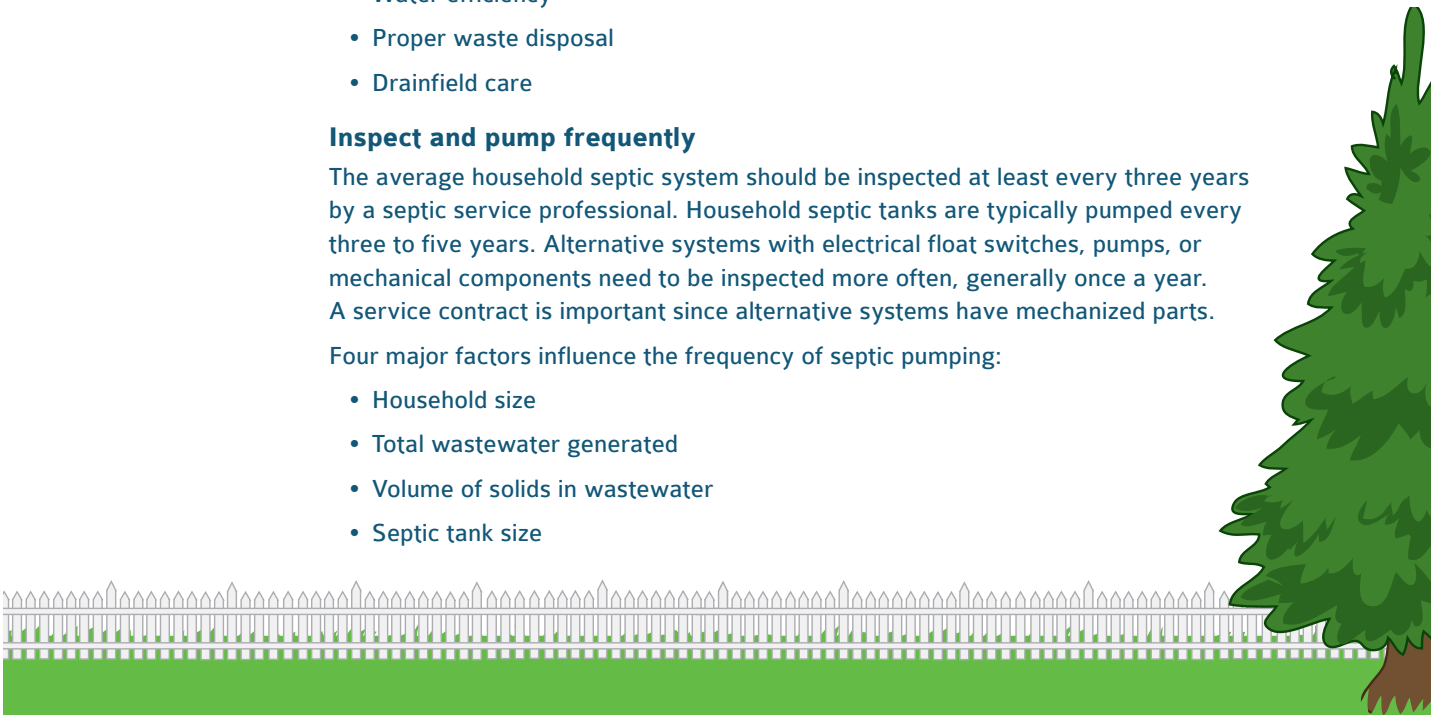 • Water efficiency
• Proper waste disposal
• Drainfield care
Inspect and pump frequently
The average household septic system should be inspected at least every three years
by a septic service professional. Household septic tanks are typically pumped every
three to five years. Alternative systems with electrical float switches, pumps, or
mechanical components need to be inspected more often, generally once a year.
A service contract is important since alternative systems have mechanized parts.
Four major factors influence the frequency of septic pumping:
• Household size
• Total wastewater generated
• Volume of solids in wastewater
• Septic tank size